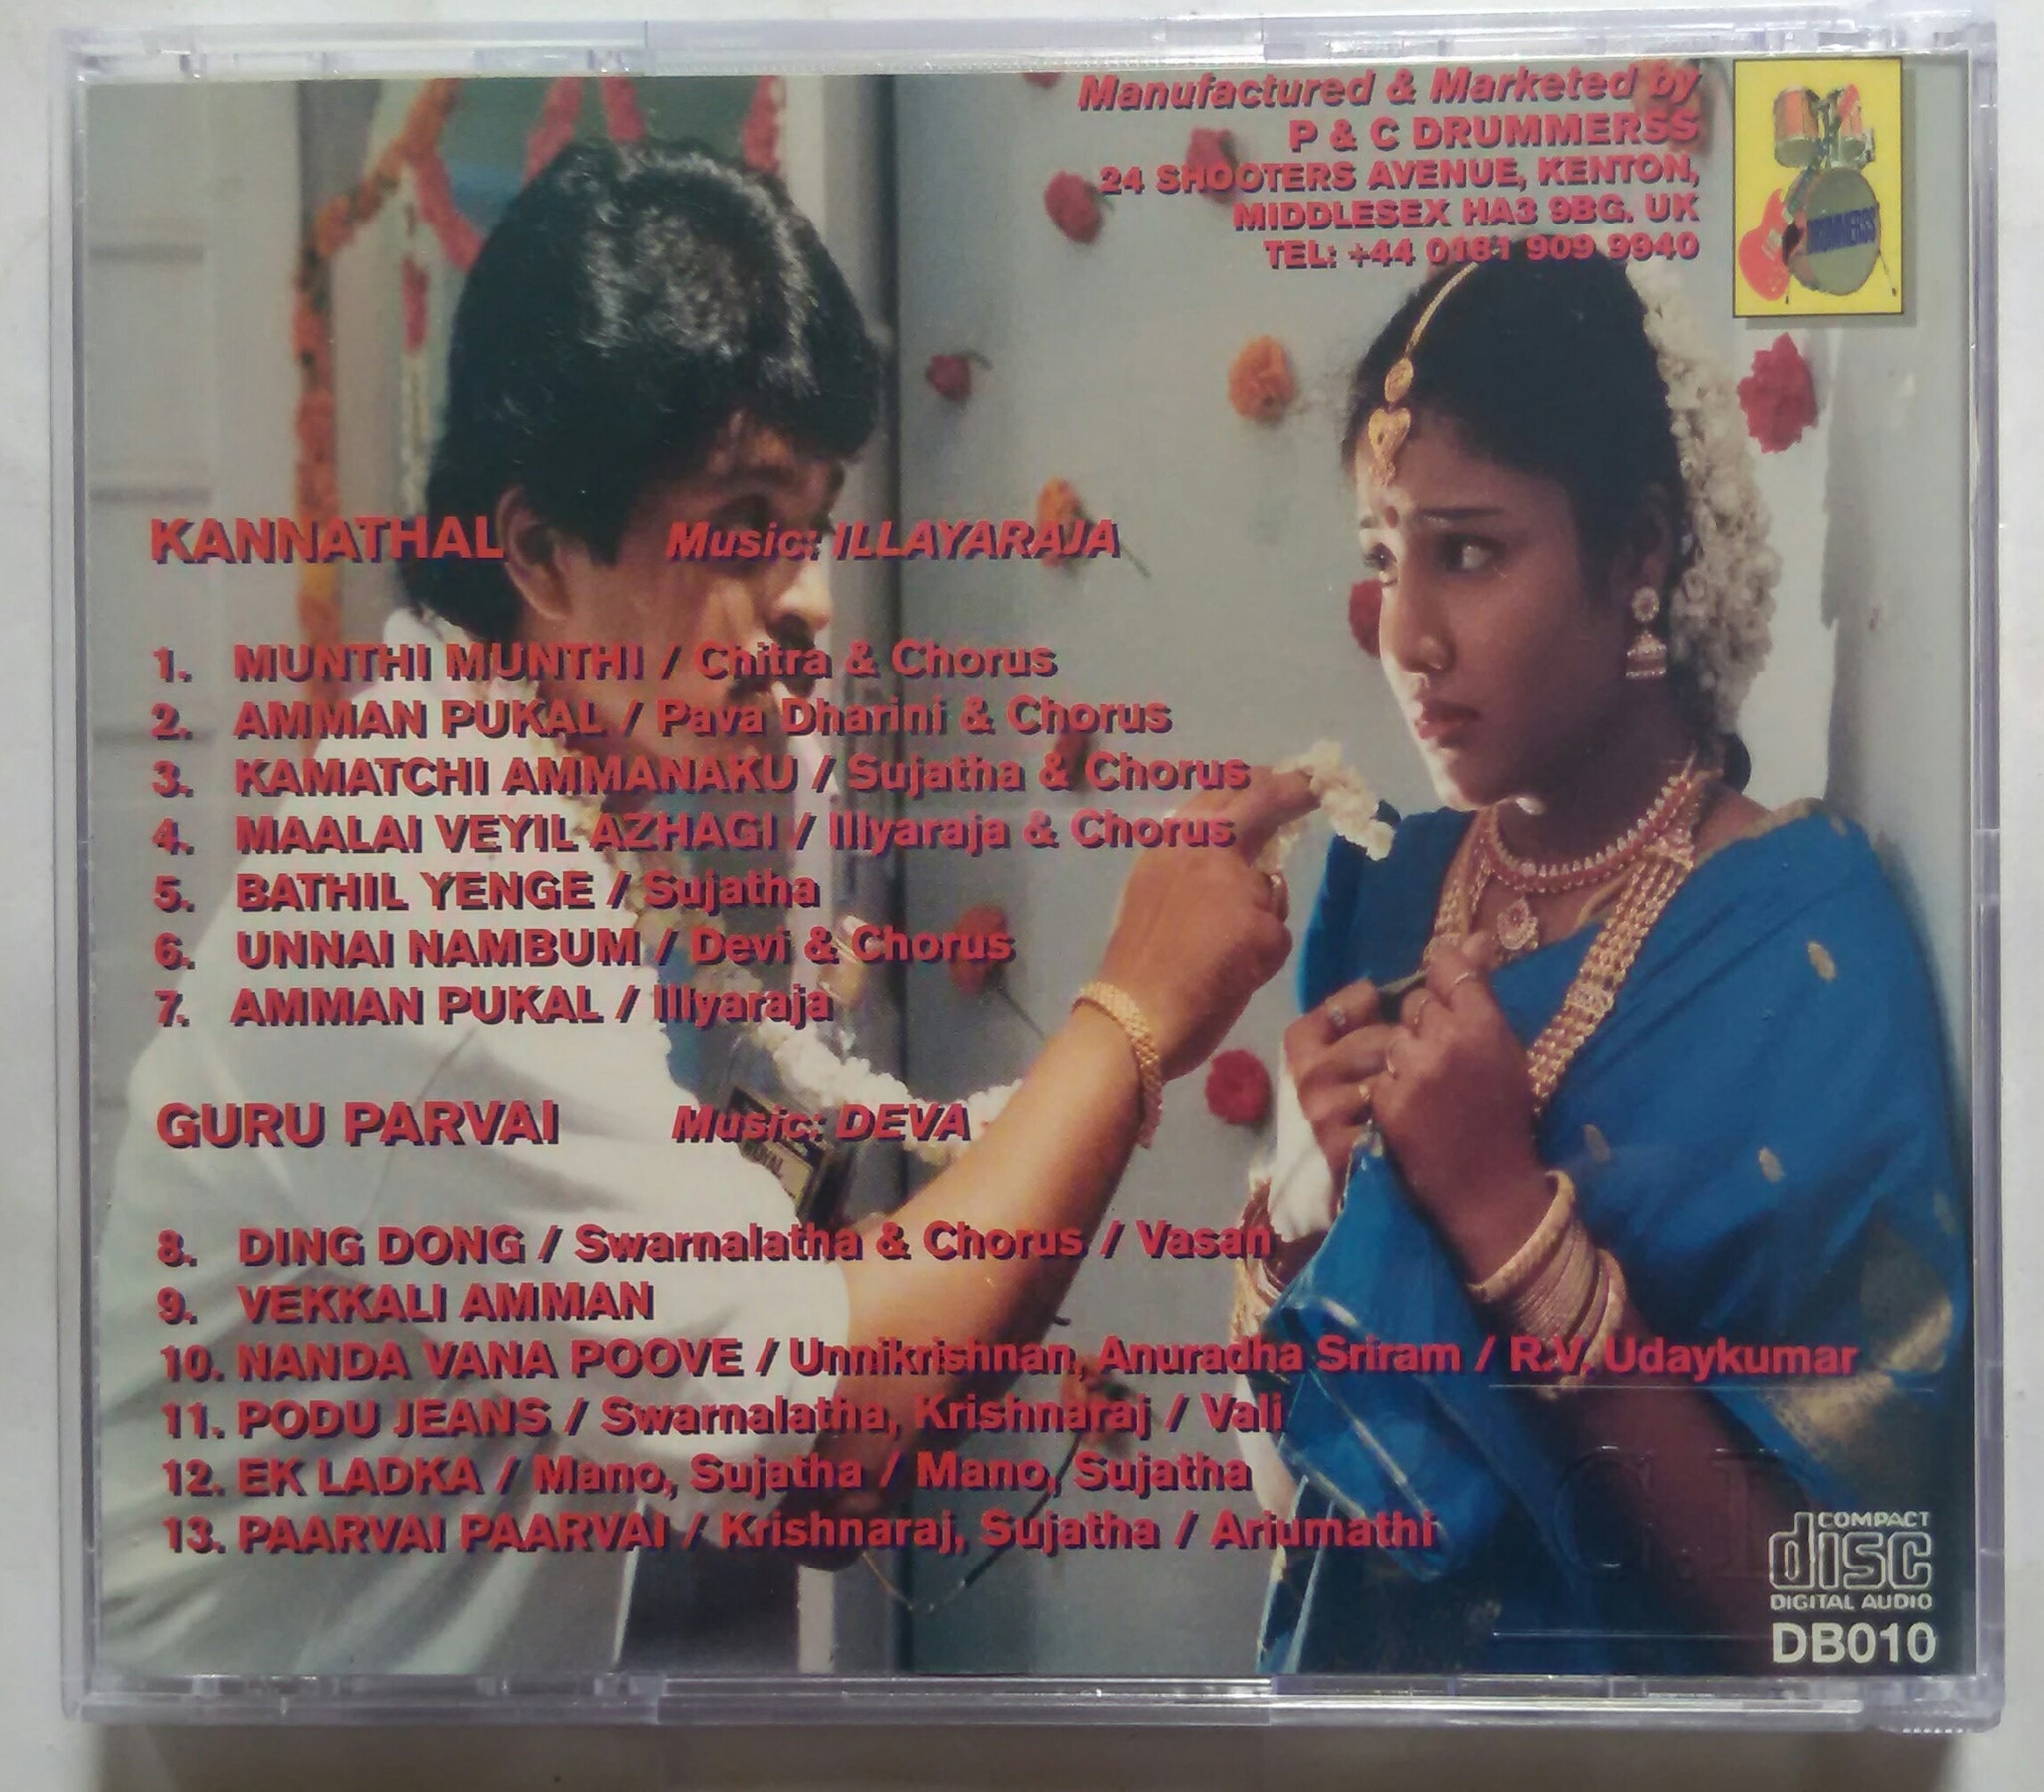 Manufactured & Marketed by
P & C DRUMMERSS
24 SHOOTERS AVENUE, KENTON,
MIDDLESEX HA3 9BG. UK
TEL: +44 0181 909 9940
DRUMMERSS
KANNATHAL Music: ILLAYARAJA
1. MUNTHI MUNTHI / Chitra & Chorus
2. AMMAN PUKAL / Pava Dharini & Chorus
3. KAMATCHI AMMANAKU / Sujatha & Chorus
4. MAALAI VEYIL AZHAGI / Illyaraja & Chorus
5. BATHIL YENGE / Sujatha
6. UNNAI NAMBUM / Devi & Chorus
7. AMMAN PUKAL / Illyaraja
GURU PARVAI Music: DEVA
8. DING DONG / Swarnalatha & Chorus / Vasan
9. VEKKALI AMMAN
10. NANDA VANA POOVE / Unnikrishnan, Anuradha Sriram / R.V. Udaykumar
11. PODU JEANS / Swarnalatha, Krishnaraj / Vali
12. EK LADKA / Mano, Sujatha / Mano, Sujatha
13. PAARVAI PAARVAI / Krishnaraj, Sujatha / Ariumathi
COMPACT
disc
DIGITAL AUDIO
DB010